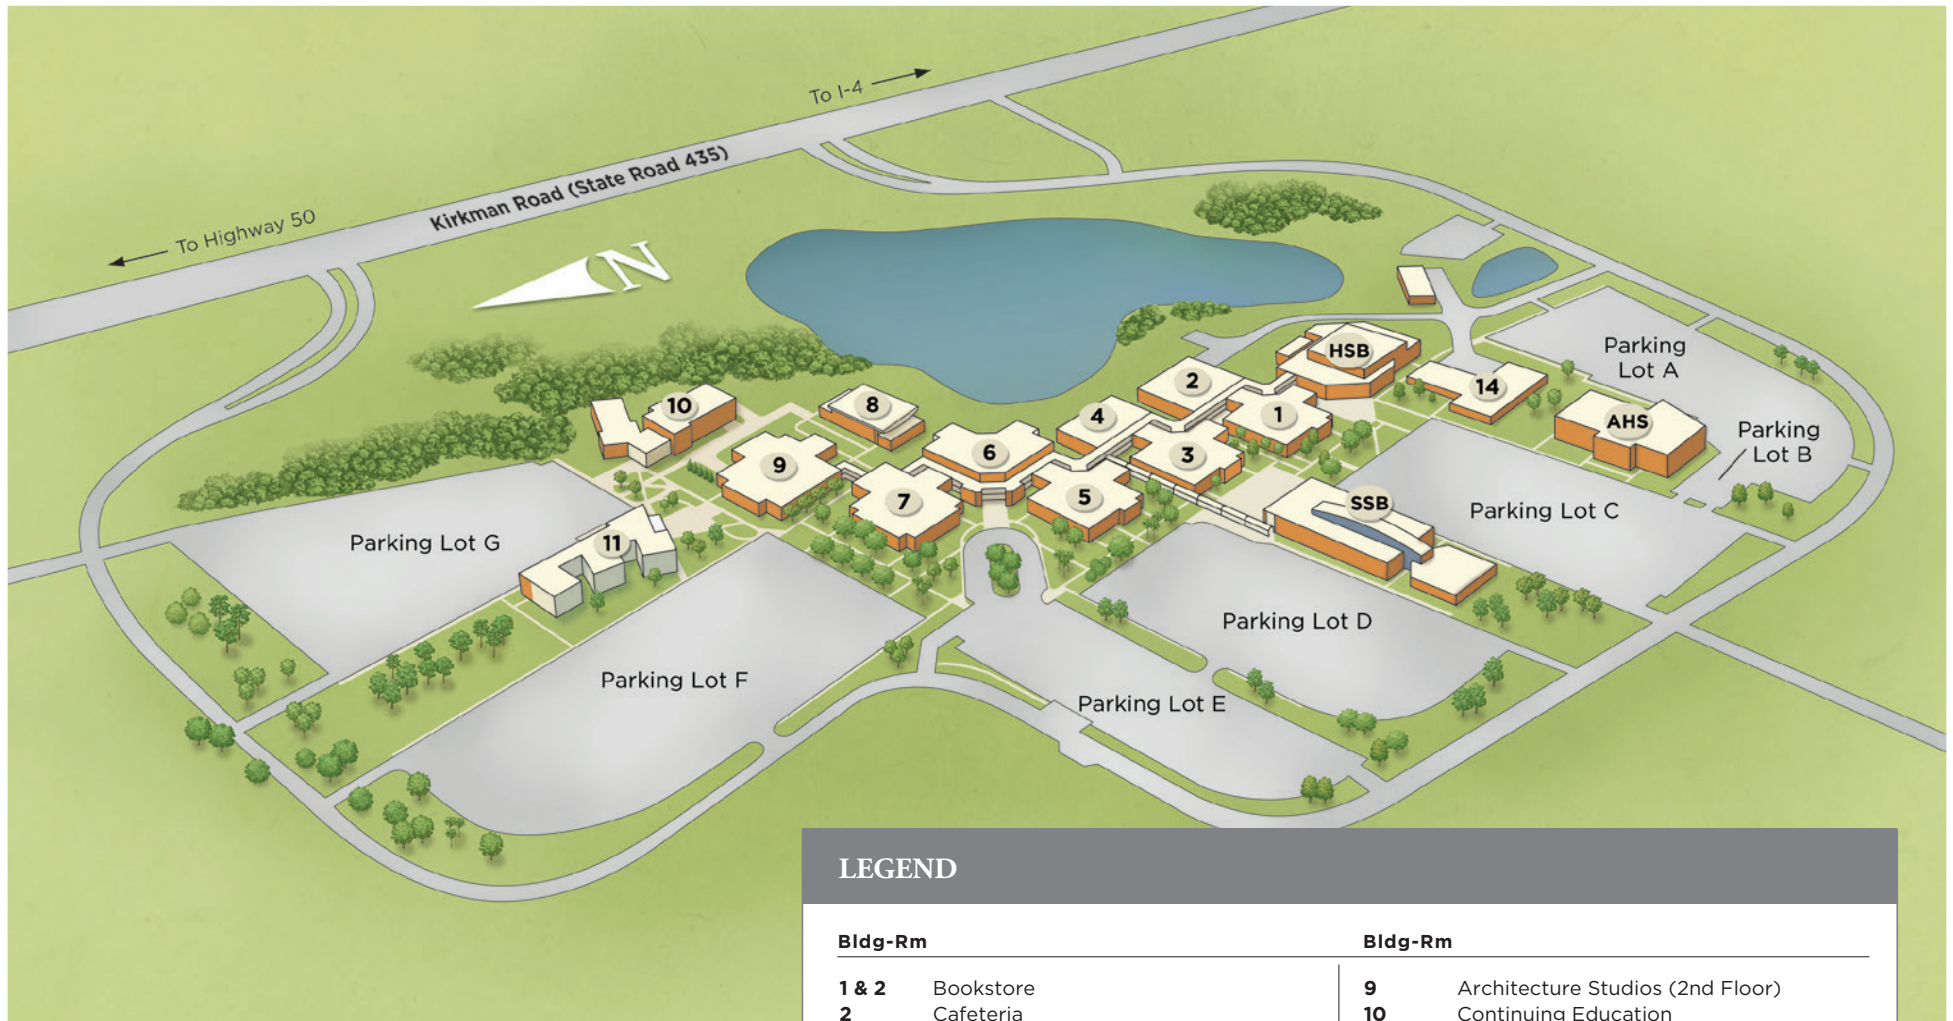 To I-4
Kirkman Road (State Road 435)
To Highway 50
N
Parking
Lot A
HSB
2
14
10
8
4
1
AHS
Parking
Lot B
6
3
9
5
7
SSB
Parking Lot C
Parking Lot G
11
Parking Lot D
Parking Lot F
Parking Lot E
LEGEND
Bldg-Rm
1 & 2 Bookstore
2 Cafeteria
Bldg-Rm
9 Architecture Studios (2nd Floor)
10 Continuing Education